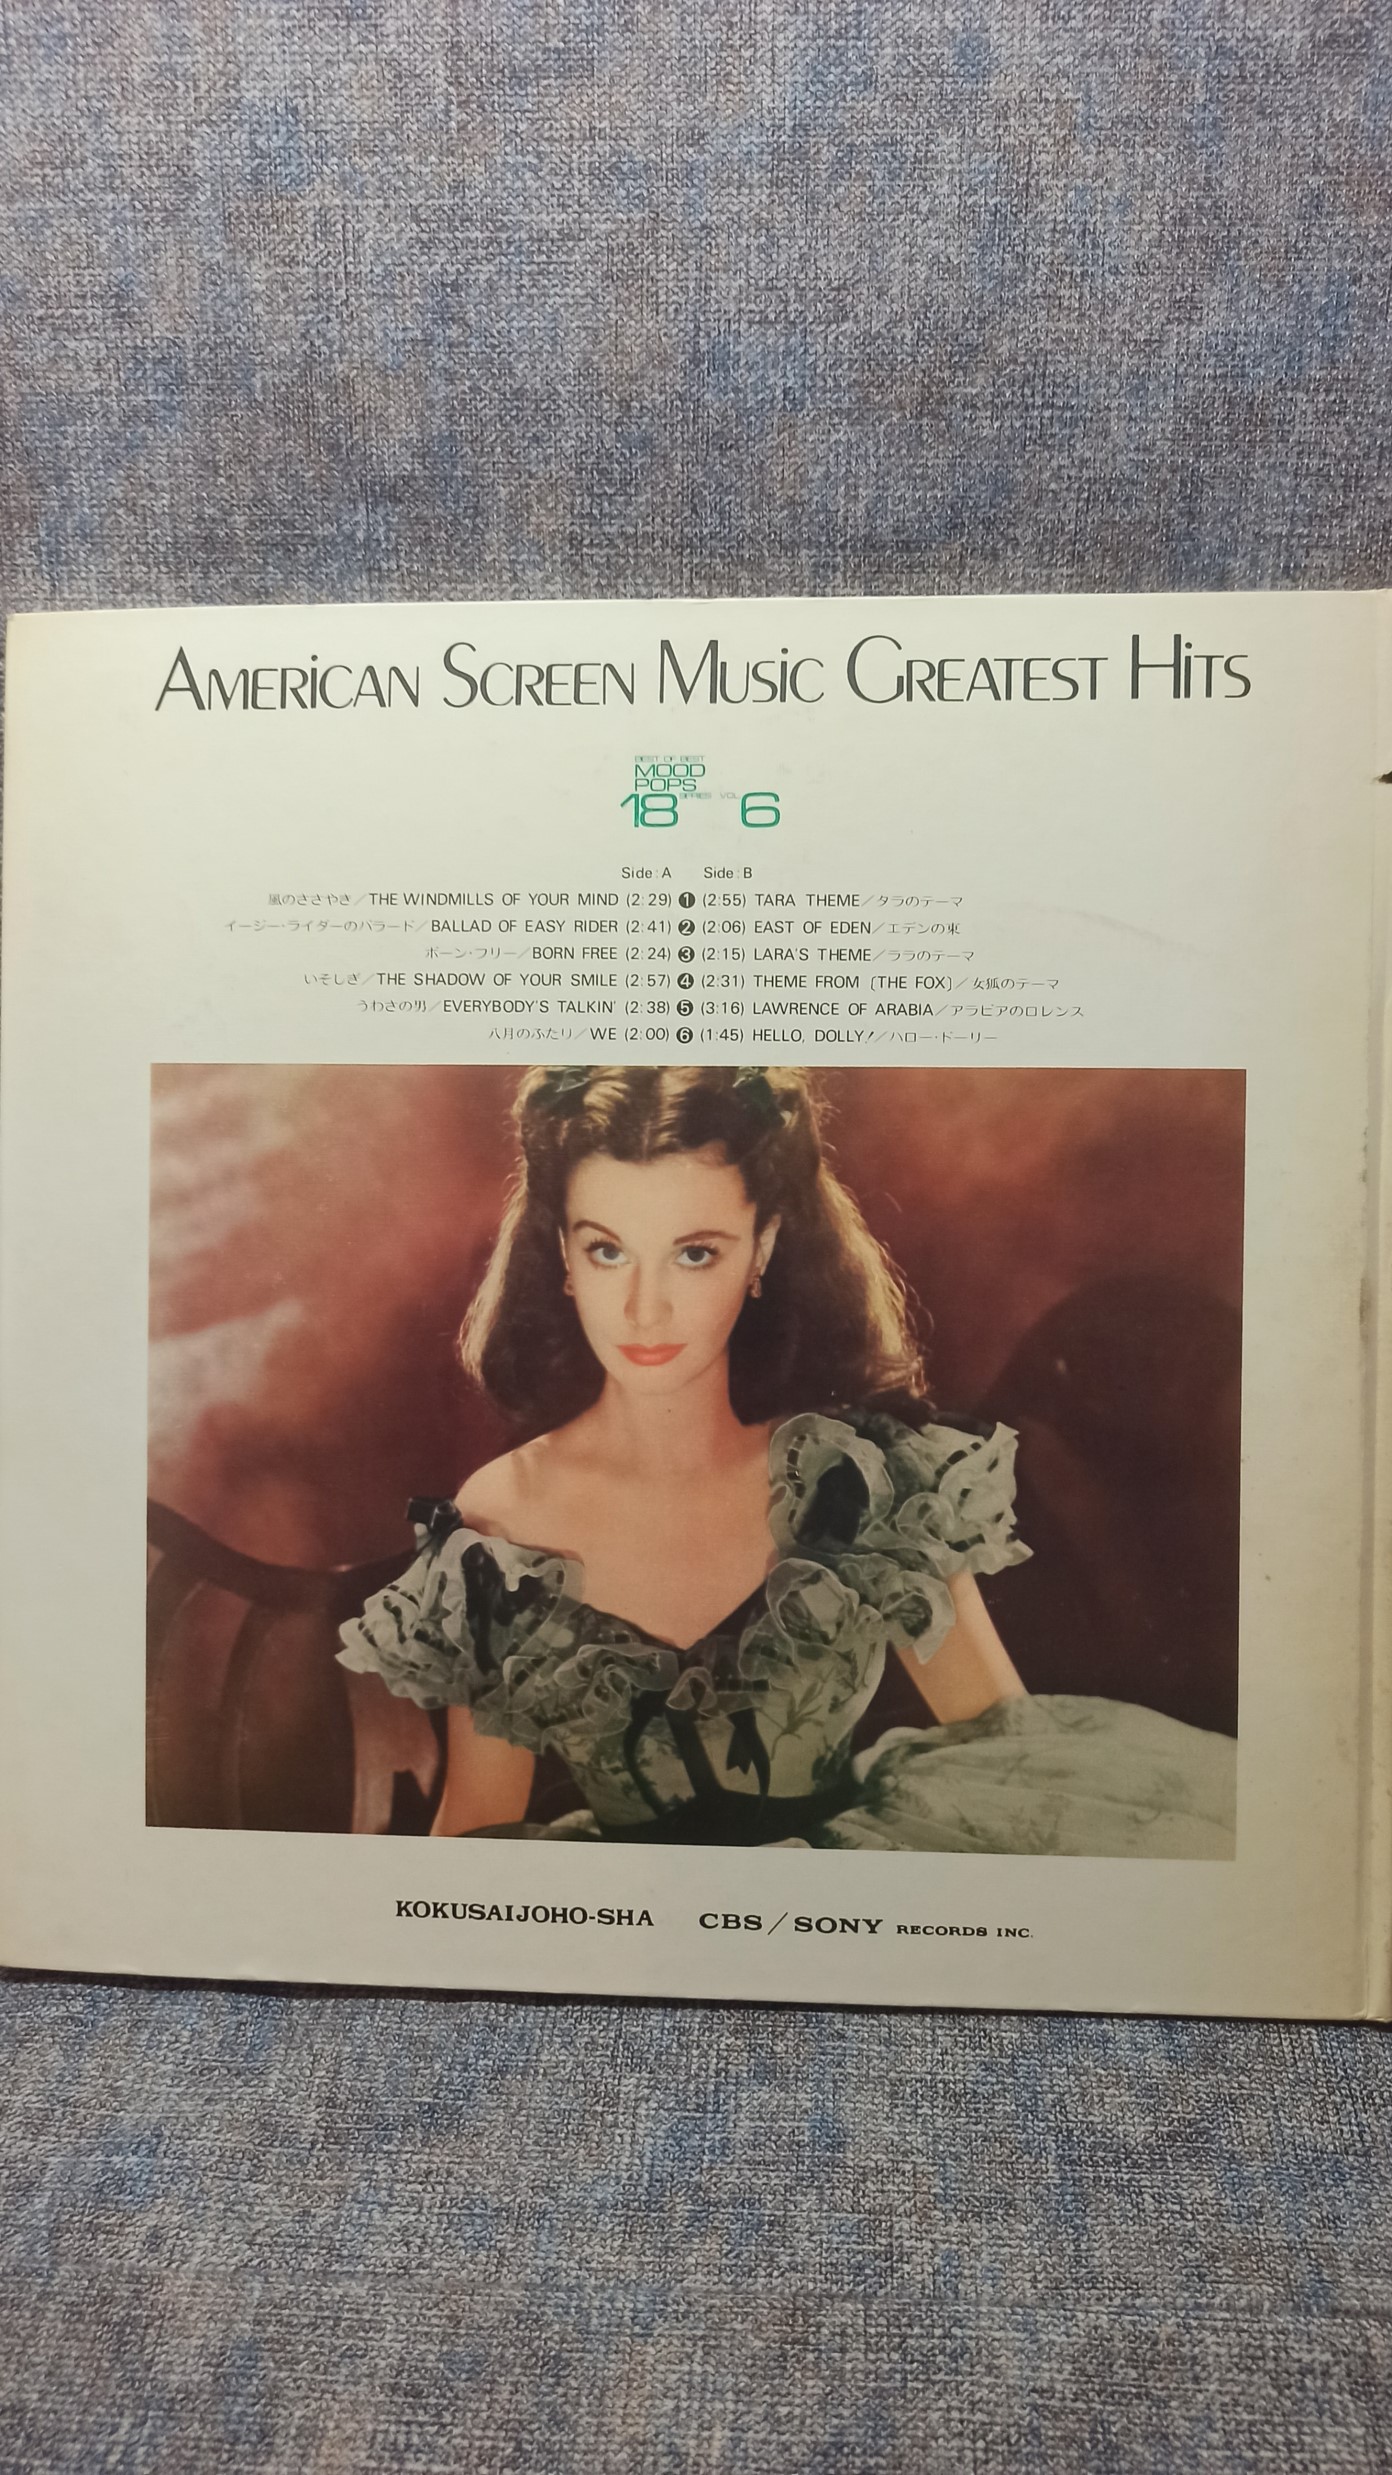 AMERiCAN SCREEN MUSiC GREATEST HiTS
BEST OF BEST
MOOD
POPS
18 SERIES VOL. 6
Side:A Side:B
風のささやき/THE WINDMILLS OF YOUR MIND (2:29) 1 (2:55) TARA THEME/タラのテーマ
イージー・ライダーのバラード/BALLAD OF EASY RIDER (2:41) 2 (2:06) EAST OF EDEN/エデンの東
ボーン・フリー/BORN FREE (2:24) 3 (2:15) LARA'S THEME/ララのテーマ
いそしぎ/THE SHADOW OF YOUR SMILE (2:57) 4 (2:31) THEME FROM (THE FOX)/女狐のテーマ
うわさの男/EVERYBODY'S TALKIN' (2:38) 5 (3:16) LAWRENCE OF ARABIA/アラビアのロレンス
八月のふたり/WE (2:00) 6 (1:45) HELLO, DOLLY!/ハロー・ドーリー
KOKUSAIJOHO-SHA CBS/SONY RECORDS INC.